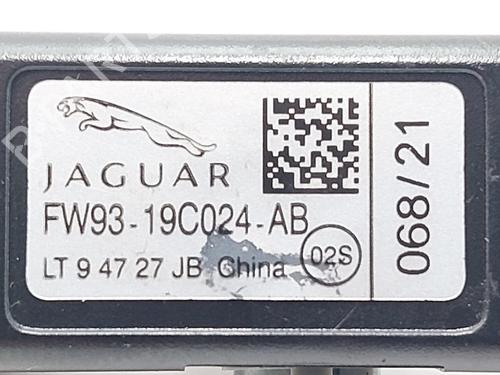 JAGUAR
FW93-19C024-AB
LT 9 47 27 JB China
02S
068/21